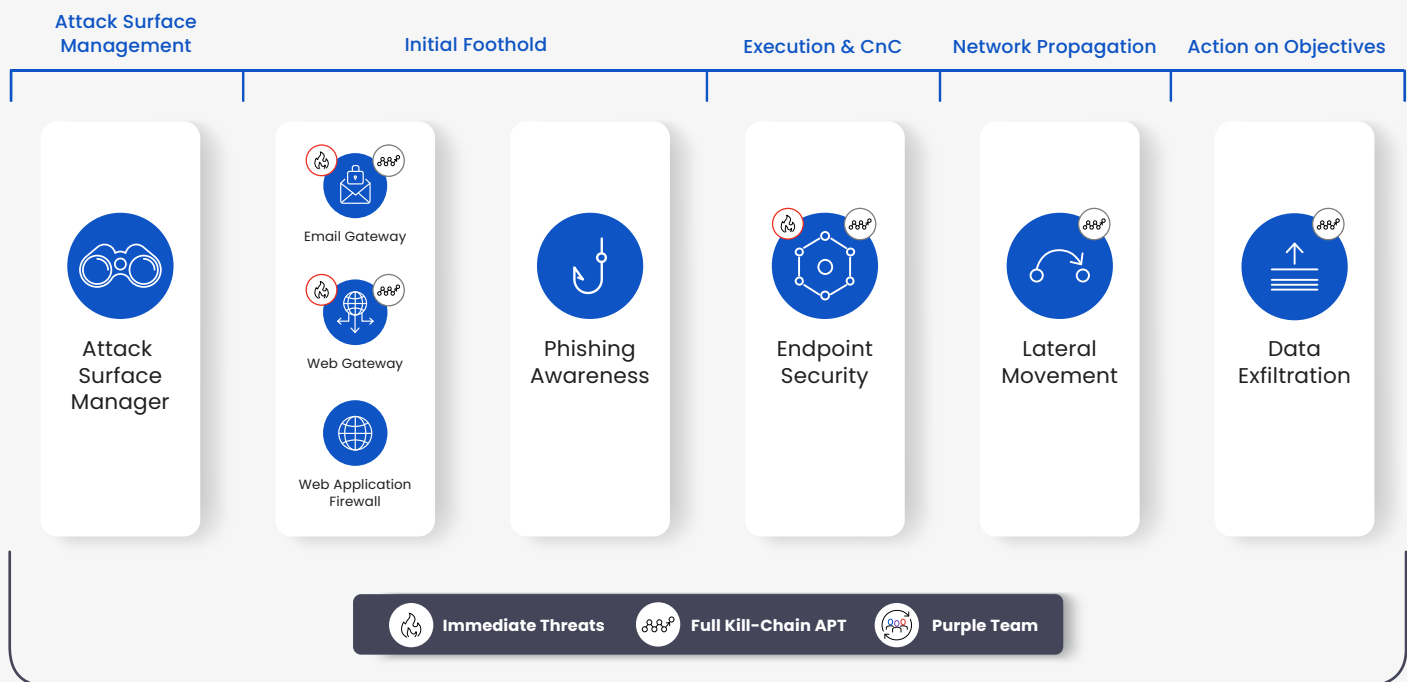 Attack Surface
Management
Initial Foothold
Execution & CnC
Network Propagation
Action on Objectives
Attack
Surface
Manager
Email Gateway
Web Gateway
Web Application
Firewall
Phishing
Awareness
Endpoint
Security
Lateral
Movement
Data
Exfiltration
Immediate Threats
Full Kill-Chain APT
Purple Team